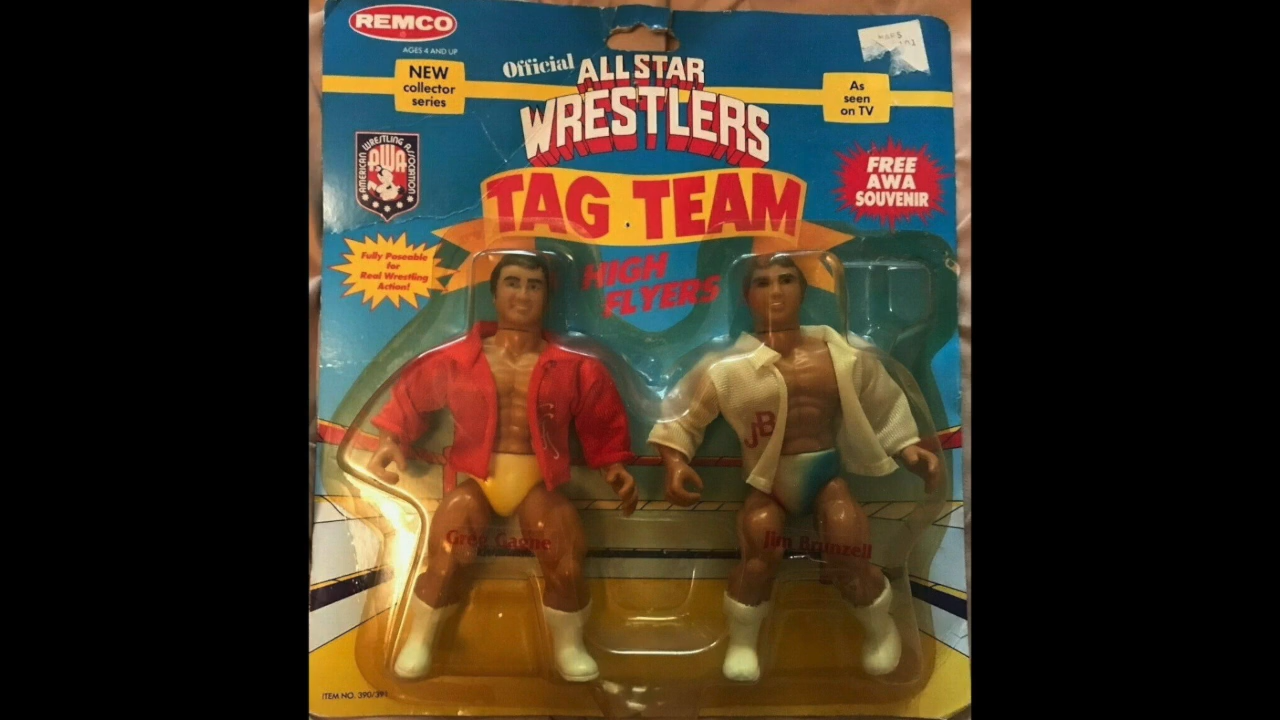 REMCO
AGES 4 AND UP
NEW
collector
series
Official ALL STAR
WRESTLERS
As
seen
on TV
AMERICAN WRESTLING ASSOCIATION
AWA
FREE
AWA
SOUVENIR
TAG TEAM
Fully Poseable
for
Real Wrestling
Action!
HIGH
FLYERS
JB
Greg Gagne
Jim Brunzell
ITEM NO. 390/391